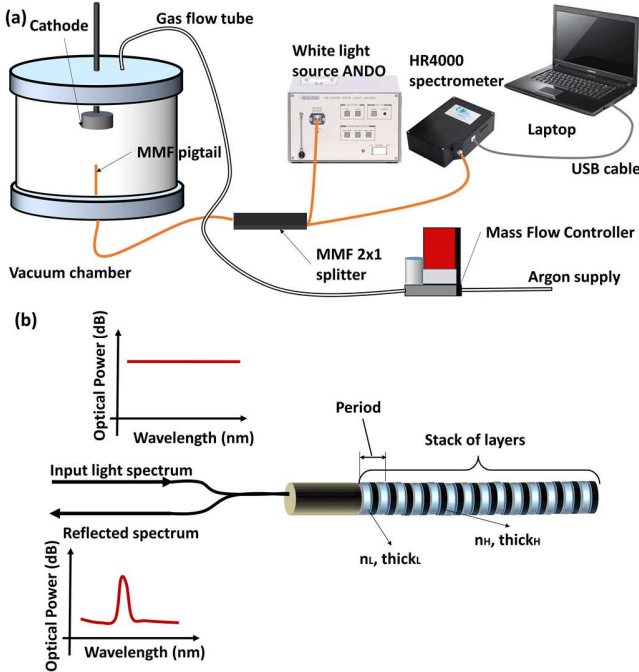 (a)
Gas flow tube
Cathode
White light
source ANDO
HR4000
spectrometer
Laptop
USB cable
MMF pigtail
MMF 2x1
splitter
Mass Flow Controller
Vacuum chamber
Argon supply
(b)
Optical Power (dB)
Wavelength (nm)
Period
Stack of layers
Input light spectrum
Reflected spectrum
nL, thickL
nH, thickH
Optical Power (dB)
Wavelength (nm)